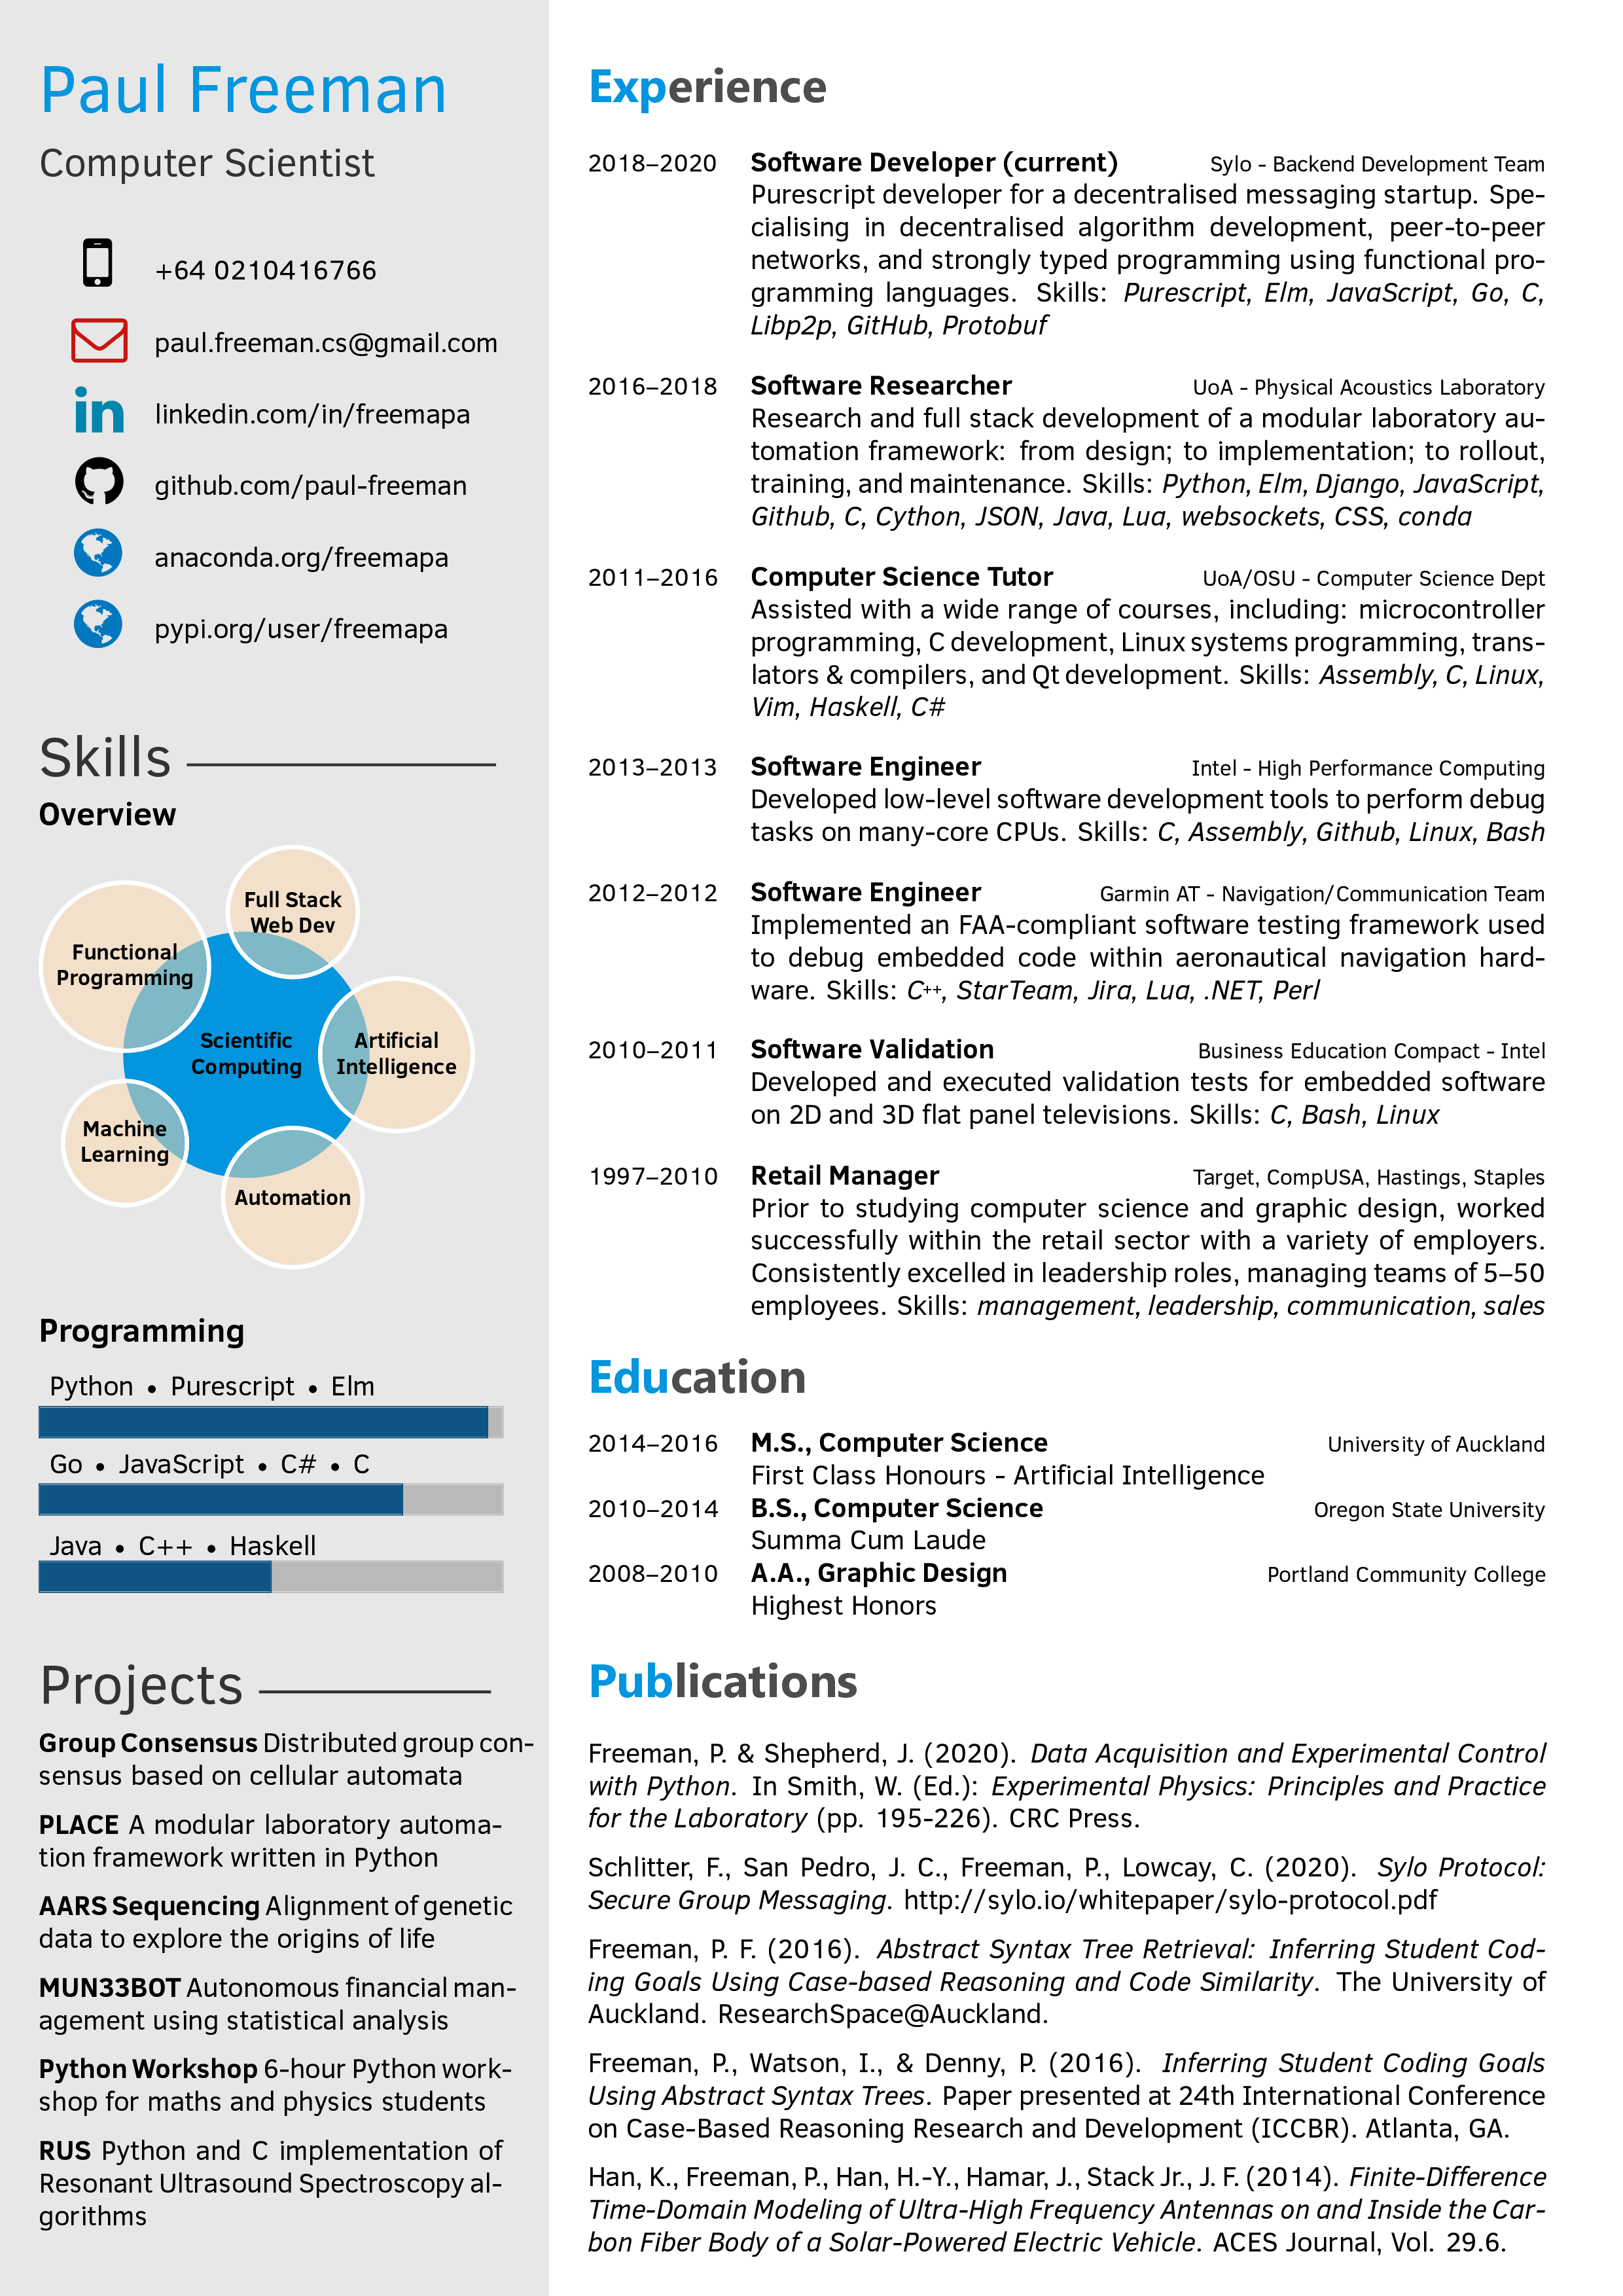 Paul Freeman
Computer Scientist
+64 0210416766
paul.freeman.cs@gmail.com
linkedin.com/in/freemapa
github.com/paul-freeman
anaconda.org/freemapa
pypi.org/user/freemapa
Skills
Overview
Full Stack
Web Dev
Functional
Programming
Scientific
Computing
Artificial
Intelligence
Machine
Learning
Automation
Programming
Python • Purescript • Elm
Go • JavaScript • C# • C
Java • C++ • Haskell
Projects
Group Consensus Distributed group con-
sensus based on cellular automata
PLACE A modular laboratory automa-
tion framework written in Python
AARS Sequencing Alignment of genetic
data to explore the origins of life
MUN33BOT Autonomous financial man-
agement using statistical analysis
Python Workshop 6-hour Python work-
shop for maths and physics students
RUS Python and C implementation of
Resonant Ultrasound Spectroscopy al-
gorithms
Experience
2018–2020 Software Developer (current) Sylo - Backend Development Team
Purescript developer for a decentralised messaging startup. Spe-
cialising in decentralised algorithm development, peer-to-peer
networks, and strongly typed programming using functional pro-
gramming languages. Skills: Purescript, Elm, JavaScript, Go, C,
Libp2p, GitHub, Protobuf
2016–2018 Software Researcher UoA - Physical Acoustics Laboratory
Research and full stack development of a modular laboratory au-
tomation framework: from design; to implementation; to rollout,
training, and maintenance. Skills: Python, Elm, Django, JavaScript,
Github, C, Cython, JSON, Java, Lua, websockets, CSS, conda
2011–2016 Computer Science Tutor UoA/OSU - Computer Science Dept
Assisted with a wide range of courses, including: microcontroller
programming, C development, Linux systems programming, trans-
lators & compilers, and Qt development. Skills: Assembly, C, Linux,
Vim, Haskell, C#
2013–2013 Software Engineer Intel - High Performance Computing
Developed low-level software development tools to perform debug
tasks on many-core CPUs. Skills: C, Assembly, Github, Linux, Bash
2012–2012 Software Engineer Garmin AT - Navigation/Communication Team
Implemented an FAA-compliant software testing framework used
to debug embedded code within aeronautical navigation hard-
ware. Skills: C++, StarTeam, Jira, Lua, .NET, Perl
2010–2011 Software Validation Business Education Compact - Intel
Developed and executed validation tests for embedded software
on 2D and 3D flat panel televisions. Skills: C, Bash, Linux
1997–2010 Retail Manager Target, CompUSA, Hastings, Staples
Prior to studying computer science and graphic design, worked
successfully within the retail sector with a variety of employers.
Consistently excelled in leadership roles, managing teams of 5–50
employees. Skills: management, leadership, communication, sales
Education
2014–2016 M.S., Computer Science University of Auckland
First Class Honours - Artificial Intelligence
2010–2014 B.S., Computer Science Oregon State University
Summa Cum Laude
2008–2010 A.A., Graphic Design Portland Community College
Highest Honors
Publications
Freeman, P. & Shepherd, J. (2020). Data Acquisition and Experimental Control
with Python. In Smith, W. (Ed.): Experimental Physics: Principles and Practice
for the Laboratory (pp. 195-226). CRC Press.
Schlitter, F., San Pedro, J. C., Freeman, P., Lowcay, C. (2020). Sylo Protocol:
Secure Group Messaging. http://sylo.io/whitepaper/sylo-protocol.pdf
Freeman, P. F. (2016). Abstract Syntax Tree Retrieval: Inferring Student Cod-
ing Goals Using Case-based Reasoning and Code Similarity. The University of
Auckland. ResearchSpace@Auckland.
Freeman, P., Watson, I., & Denny, P. (2016). Inferring Student Coding Goals
Using Abstract Syntax Trees. Paper presented at 24th International Conference
on Case-Based Reasoning Research and Development (ICCBR). Atlanta, GA.
Han, K., Freeman, P., Han, H.-Y., Hamar, J., Stack Jr., J. F. (2014). Finite-Difference
Time-Domain Modeling of Ultra-High Frequency Antennas on and Inside the Car-
bon Fiber Body of a Solar-Powered Electric Vehicle. ACES Journal, Vol. 29.6.